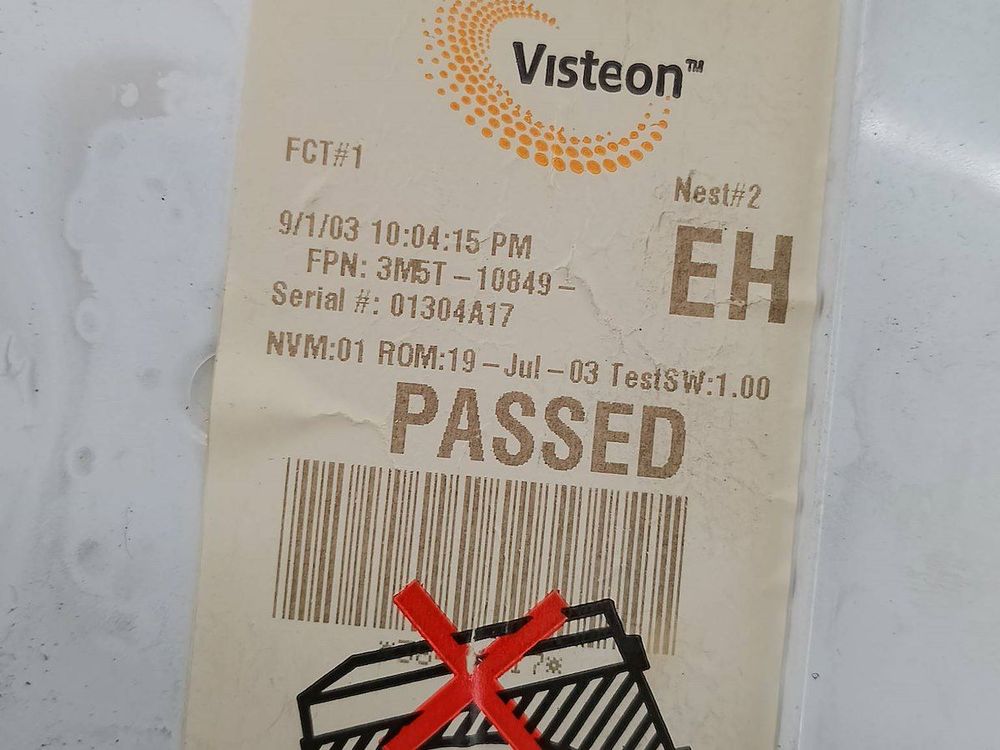 Visteon™
FCT#1
Nest#2
9/1/03 10:04:15 PM
EH
FPN: 3M5T-10849-
Serial #: 01304A17
NVM:01 ROM:19-Jul-03 TestSW:1.00
PASSED